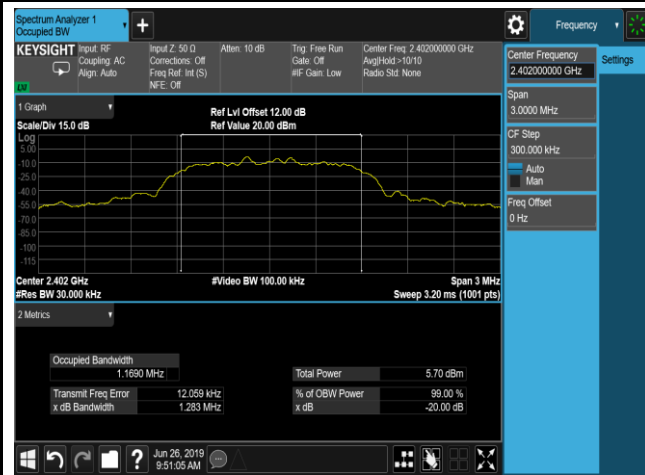 Spectrum Analyzer 1
Occupied BW
+
Frequency
KEYSIGHT
Input: RF
Coupling: AC
Align: Auto
Input Z: 50 Ω
Corrections: Off
Freq Ref: Int (S)
NFE: Off
Atten: 10 dB
Trig: Free Run
Gate: Off
#IF Gain: Low
Center Freq: 2.402000000 GHz
Avg|Hold:>10/10
Radio Std: None
LXI
Center Frequency
2.402000000 GHz
Settings
Span
3.0000 MHz
CF Step
300.000 kHz
Auto
Man
Freq Offset
0 Hz
1 Graph
Scale/Div 15.0 dB
Ref Lvl Offset 12.00 dB
Ref Value 20.00 dBm
Log
5.00
-10.0
-25.0
-40.0
-55.0
-70.0
-85.0
-100
-115
Center 2.402 GHz
#Res BW 30.000 kHz
#Video BW 100.00 kHz
Span 3 MHz
Sweep 3.20 ms (1001 pts)
2 Metrics
Occupied Bandwidth
1.1690 MHz
Transmit Freq Error 12.059 kHz
x dB Bandwidth 1.283 MHz
Total Power 5.70 dBm
% of OBW Power 99.00 %
x dB -20.00 dB
?
Jun 26, 2019
9:51:05 AM